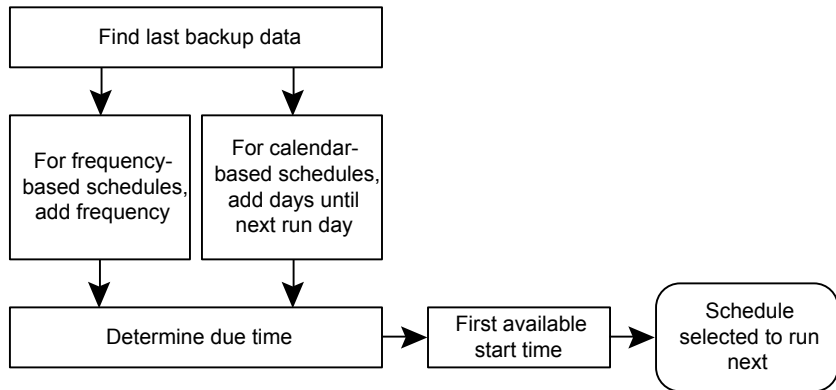 Find last backup data
For frequency-
based schedules,
add frequency
For calendar-
based schedules,
add days until
next run day
Determine due time
First available
start time
Schedule
selected to run
next